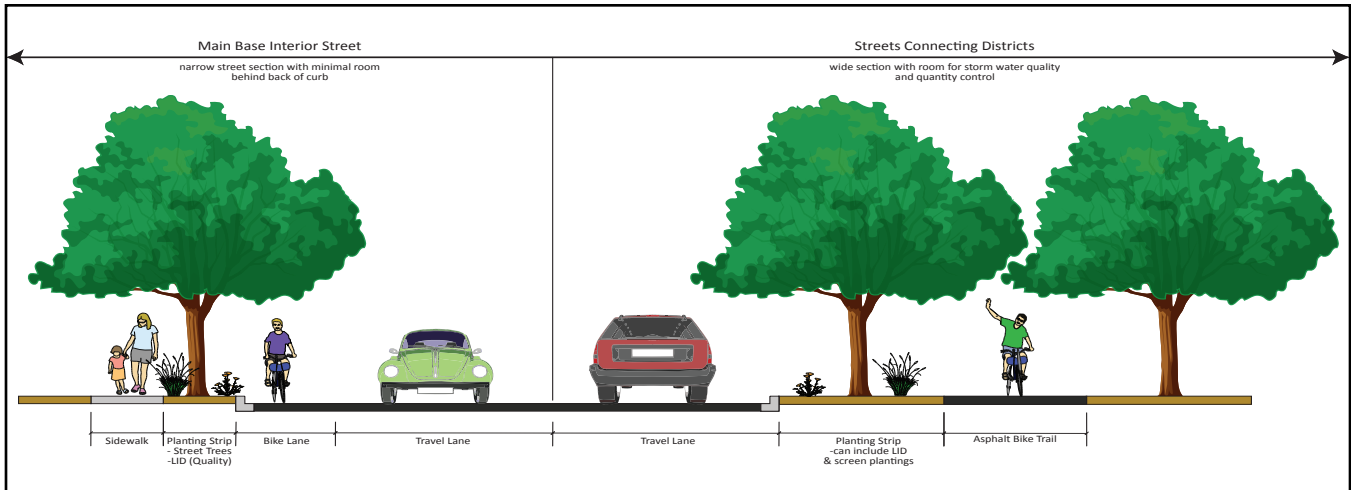 Main Base Interior Street
narrow street section with minimal room
behind back of curb
Streets Connecting Districts
wide section with room for storm water quality
and quantity control
Sidewalk
Planting Strip
- Street Trees
-LID (Quality)
Bike Lane
Travel Lane
Travel Lane
Planting Strip
-can include LID
& screen plantings
Asphalt Bike Trail